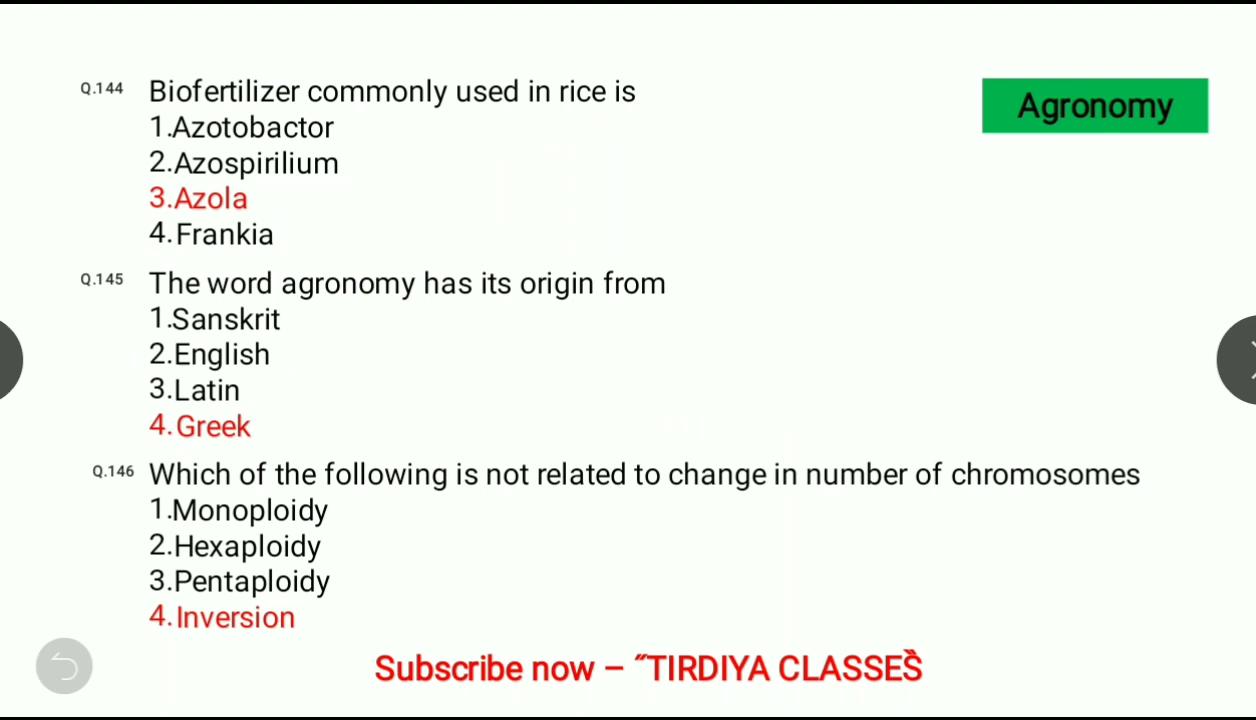 Q.144 Biofertilizer commonly used in rice is
Agronomy
1.Azotobactor
2.Azospirilium
3.Azola
4.Frankia
Q.145 The word agronomy has its origin from
1.Sanskrit
2.English
3.Latin
4.Greek
Q.146 Which of the following is not related to change in number of chromosomes
1.Monoploidy
2.Hexaploidy
3.Pentaploidy
4.Inversion
Subscribe now – ˝TIRDIYA CLASSES̏